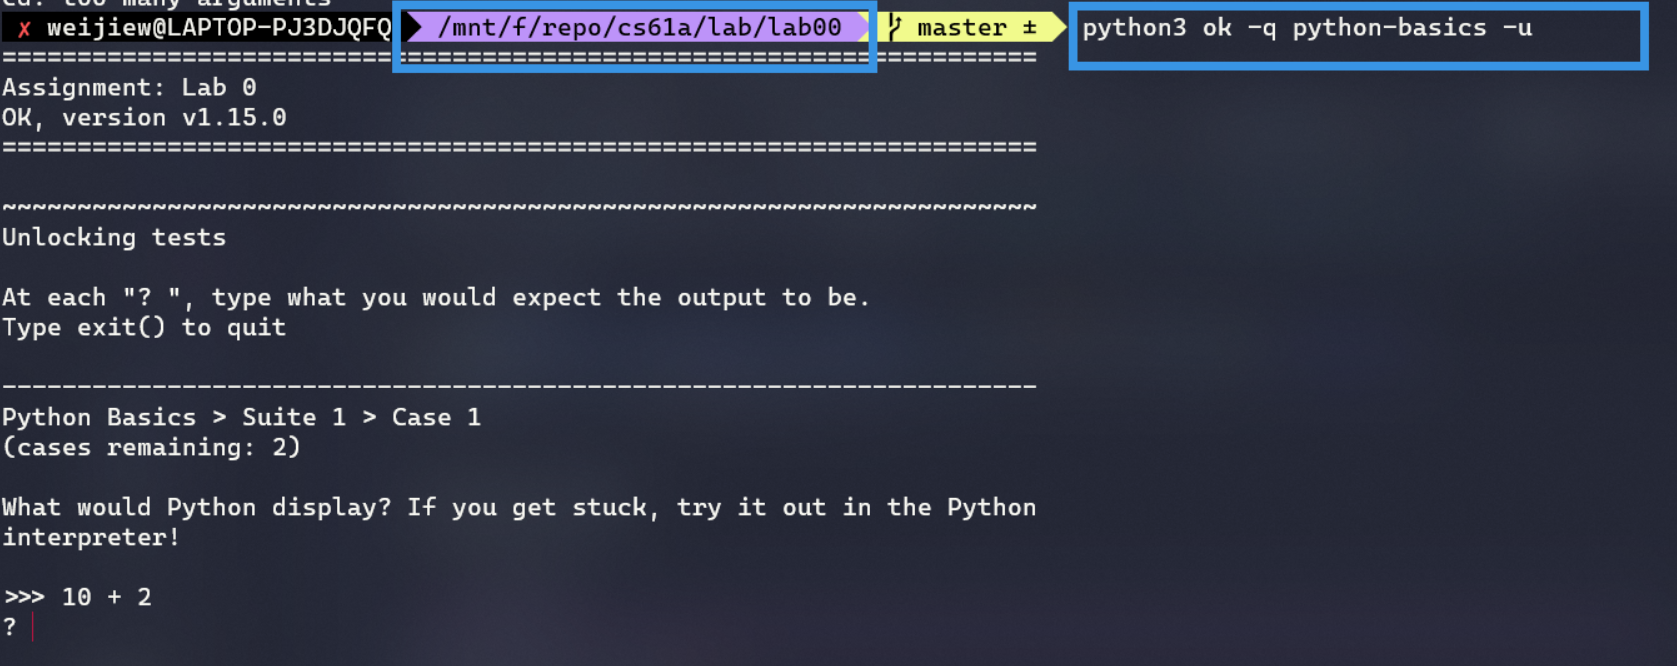 cd: too many arguments
✗ weijiew@LAPTOP-PJ3DJQFQ /mnt/f/repo/cs61a/lab/lab00 master ± python3 ok -q python-basics -u
=====================================================================
Assignment: Lab 0
OK, version v1.15.0
=====================================================================
~~~~~~~~~~~~~~~~~~~~~~~~~~~~~~~~~~~~~~~~~~~~~~~~~~~~~~~~~~~~~~~~~~~~~
Unlocking tests
At each "? ", type what you would expect the output to be.
Type exit() to quit
---------------------------------------------------------------------
Python Basics > Suite 1 > Case 1
(cases remaining: 2)
What would Python display? If you get stuck, try it out in the Python
interpreter!
>>> 10 + 2
?